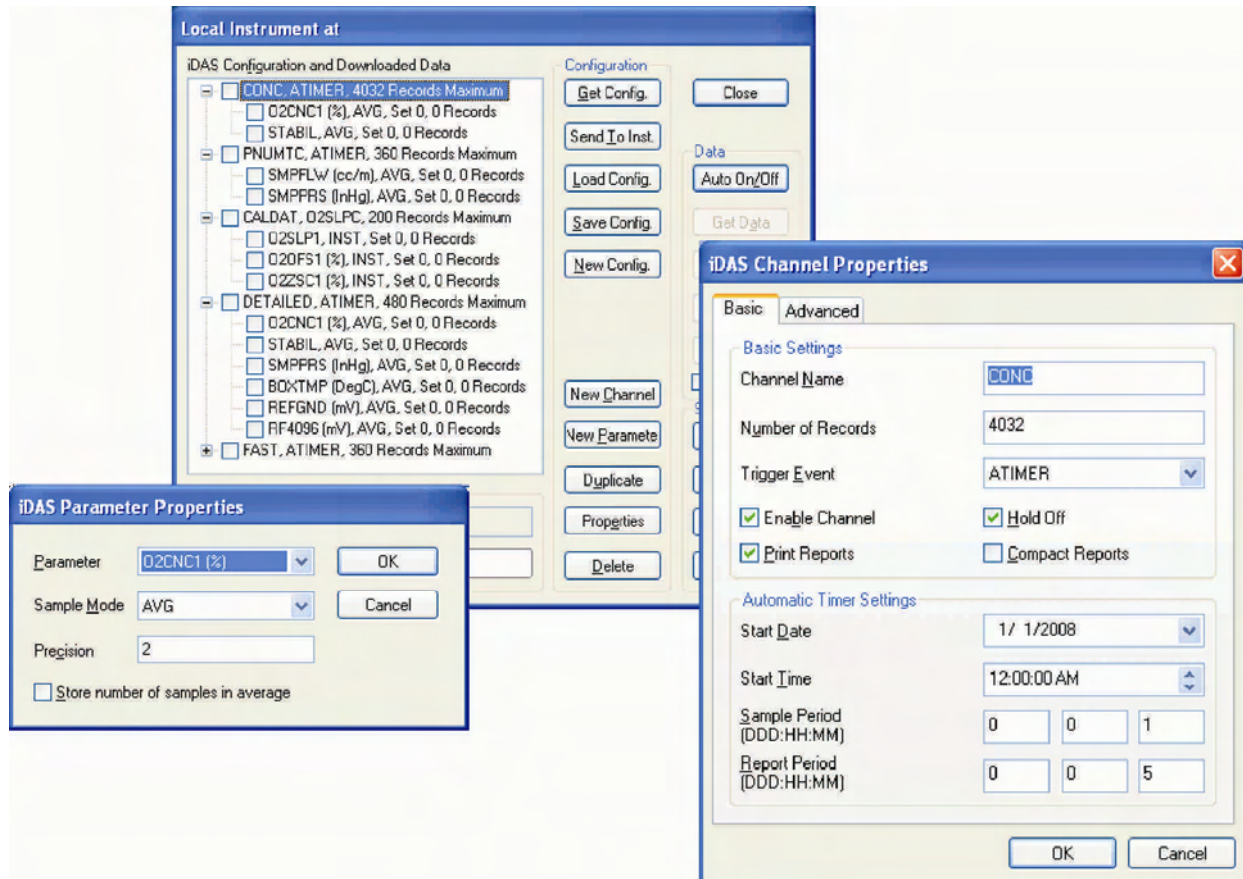 Local Instrument at
iDAS Configuration and Downloaded Data
CONC, ATIMER, 4032 Records Maximum
O2CNC1 (%), AVG, Set 0, 0 Records
STABIL, AVG, Set 0, 0 Records
PNUMTC, ATIMER, 360 Records Maximum
SMPFLW (cc/m), AVG, Set 0, 0 Records
SMPPRS (InHg), AVG, Set 0, 0 Records
CALDAT, O2SLPC, 200 Records Maximum
O2SLP1, INST, Set 0, 0 Records
O2OFS1 (%), INST, Set 0, 0 Records
O2ZSC1 (%), INST, Set 0, 0 Records
DETAILED, ATIMER, 480 Records Maximum
O2CNC1 (%), AVG, Set 0, 0 Records
STABIL, AVG, Set 0, 0 Records
SMPPRS (InHg), AVG, Set 0, 0 Records
BOXTMP (DegC), AVG, Set 0, 0 Records
REFGND (mV), AVG, Set 0, 0 Records
RF4096 (mV), AVG, Set 0, 0 Records
FAST, ATIMER, 360 Records Maximum
Configuration
Get Config.
Send To Inst.
Load Config.
Save Config.
New Config.
New Channel
New Paramete
Duplicate
Properties
Delete
Close
Data
Auto On/Off
Get Data
iDAS Parameter Properties
Parameter O2CNC1 (%) OK
Sample Mode AVG Cancel
Precision 2
Store number of samples in average
iDAS Channel Properties
Basic Advanced
Basic Settings
Channel Name CONC
Number of Records 4032
Trigger Event ATIMER
Enable Channel Hold Off
Print Reports Compact Reports
Automatic Timer Settings
Start Date 1/ 1/2008
Start Time 12:00:00 AM
Sample Period
(DDD:HH:MM) 0 0 1
Report Period
(DDD:HH:MM) 0 0 5
OK Cancel